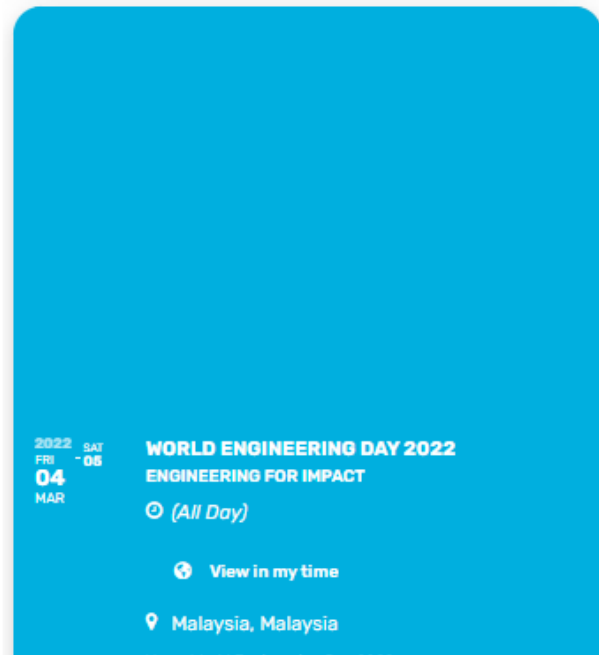 2022
FRI
04
MAR
SAT
- 05
WORLD ENGINEERING DAY 2022
ENGINEERING FOR IMPACT
(All Day)
View in my time
Malaysia, Malaysia